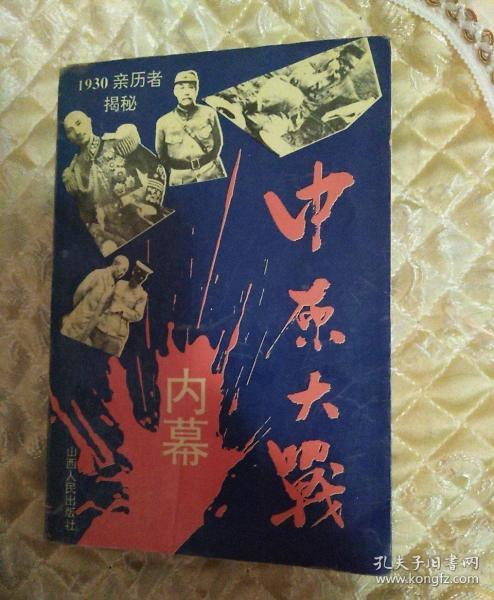 1930 亲历者
揭秘
中原大戰
内幕
山西人民出版社
孔夫子旧书网
www.kongfz.com